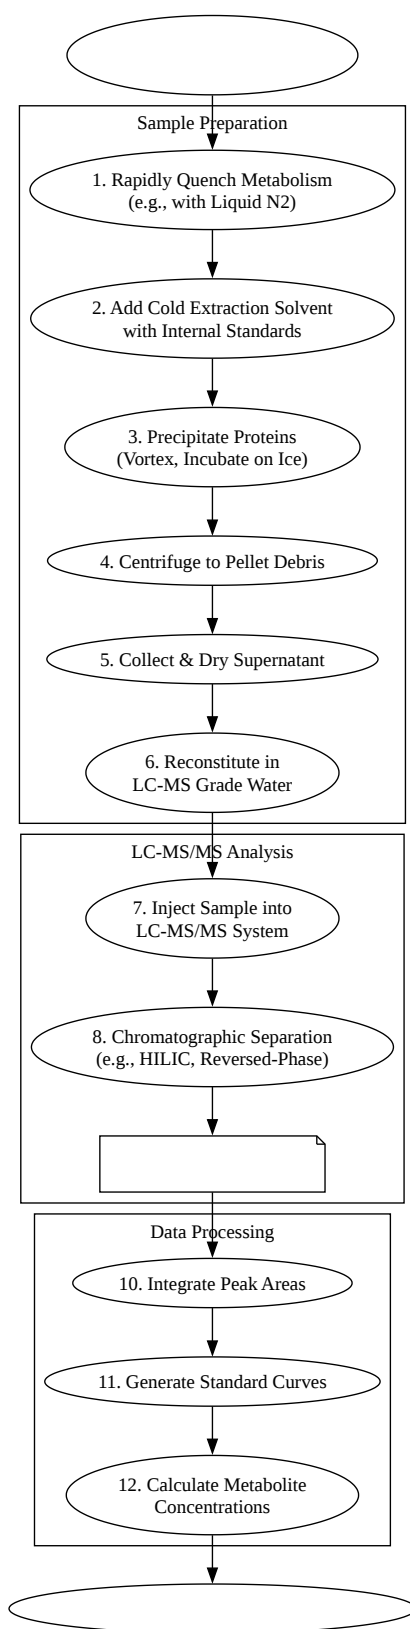 Sample Preparation
1. Rapidly Quench Metabolism
(e.g., with Liquid N2)
2. Add Cold Extraction Solvent
with Internal Standards
3. Precipitate Proteins
(Vortex, Incubate on Ice)
4. Centrifuge to Pellet Debris
5. Collect & Dry Supernatant
6. Reconstitute in
LC-MS Grade Water
LC-MS/MS Analysis
7. Inject Sample into
LC-MS/MS System
8. Chromatographic Separation
(e.g., HILIC, Reversed-Phase)
Data Processing
10. Integrate Peak Areas
11. Generate Standard Curves
12. Calculate Metabolite
Concentrations